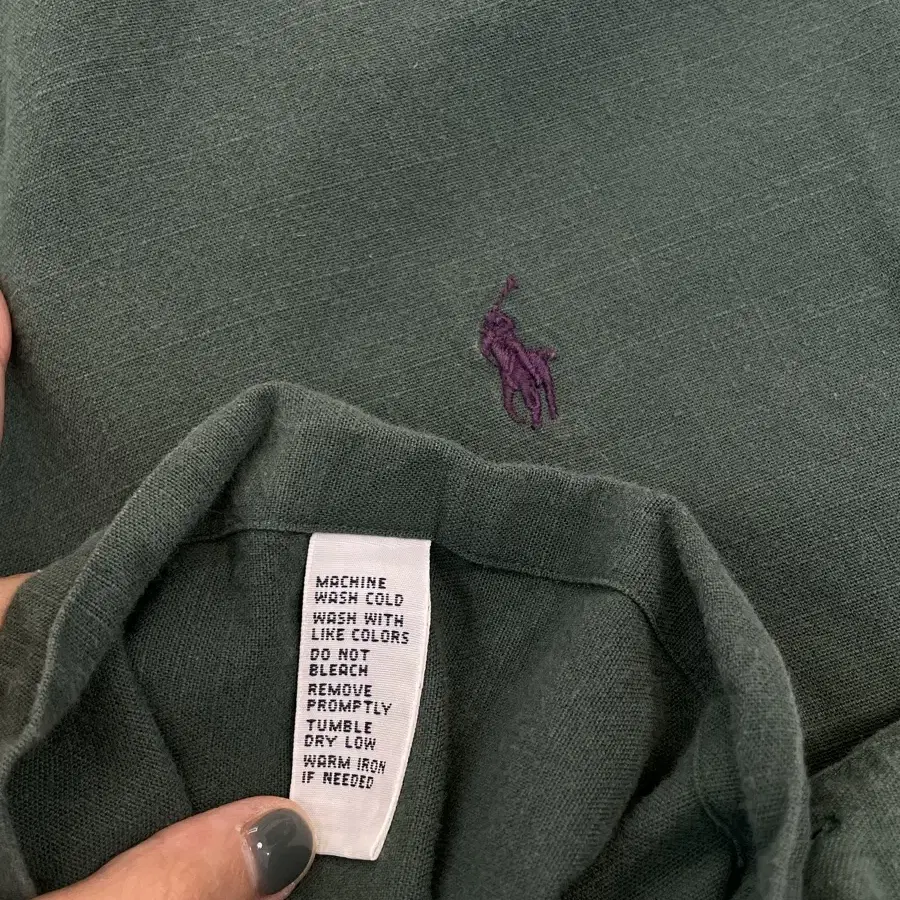 MACHINE
WASH COLD
WASH WITH
LIKE COLORS
DO NOT
BLEACH
REMOVE
PROMPTLY
TUMBLE
DRY LOW
WARM IRON
IF NEEDED